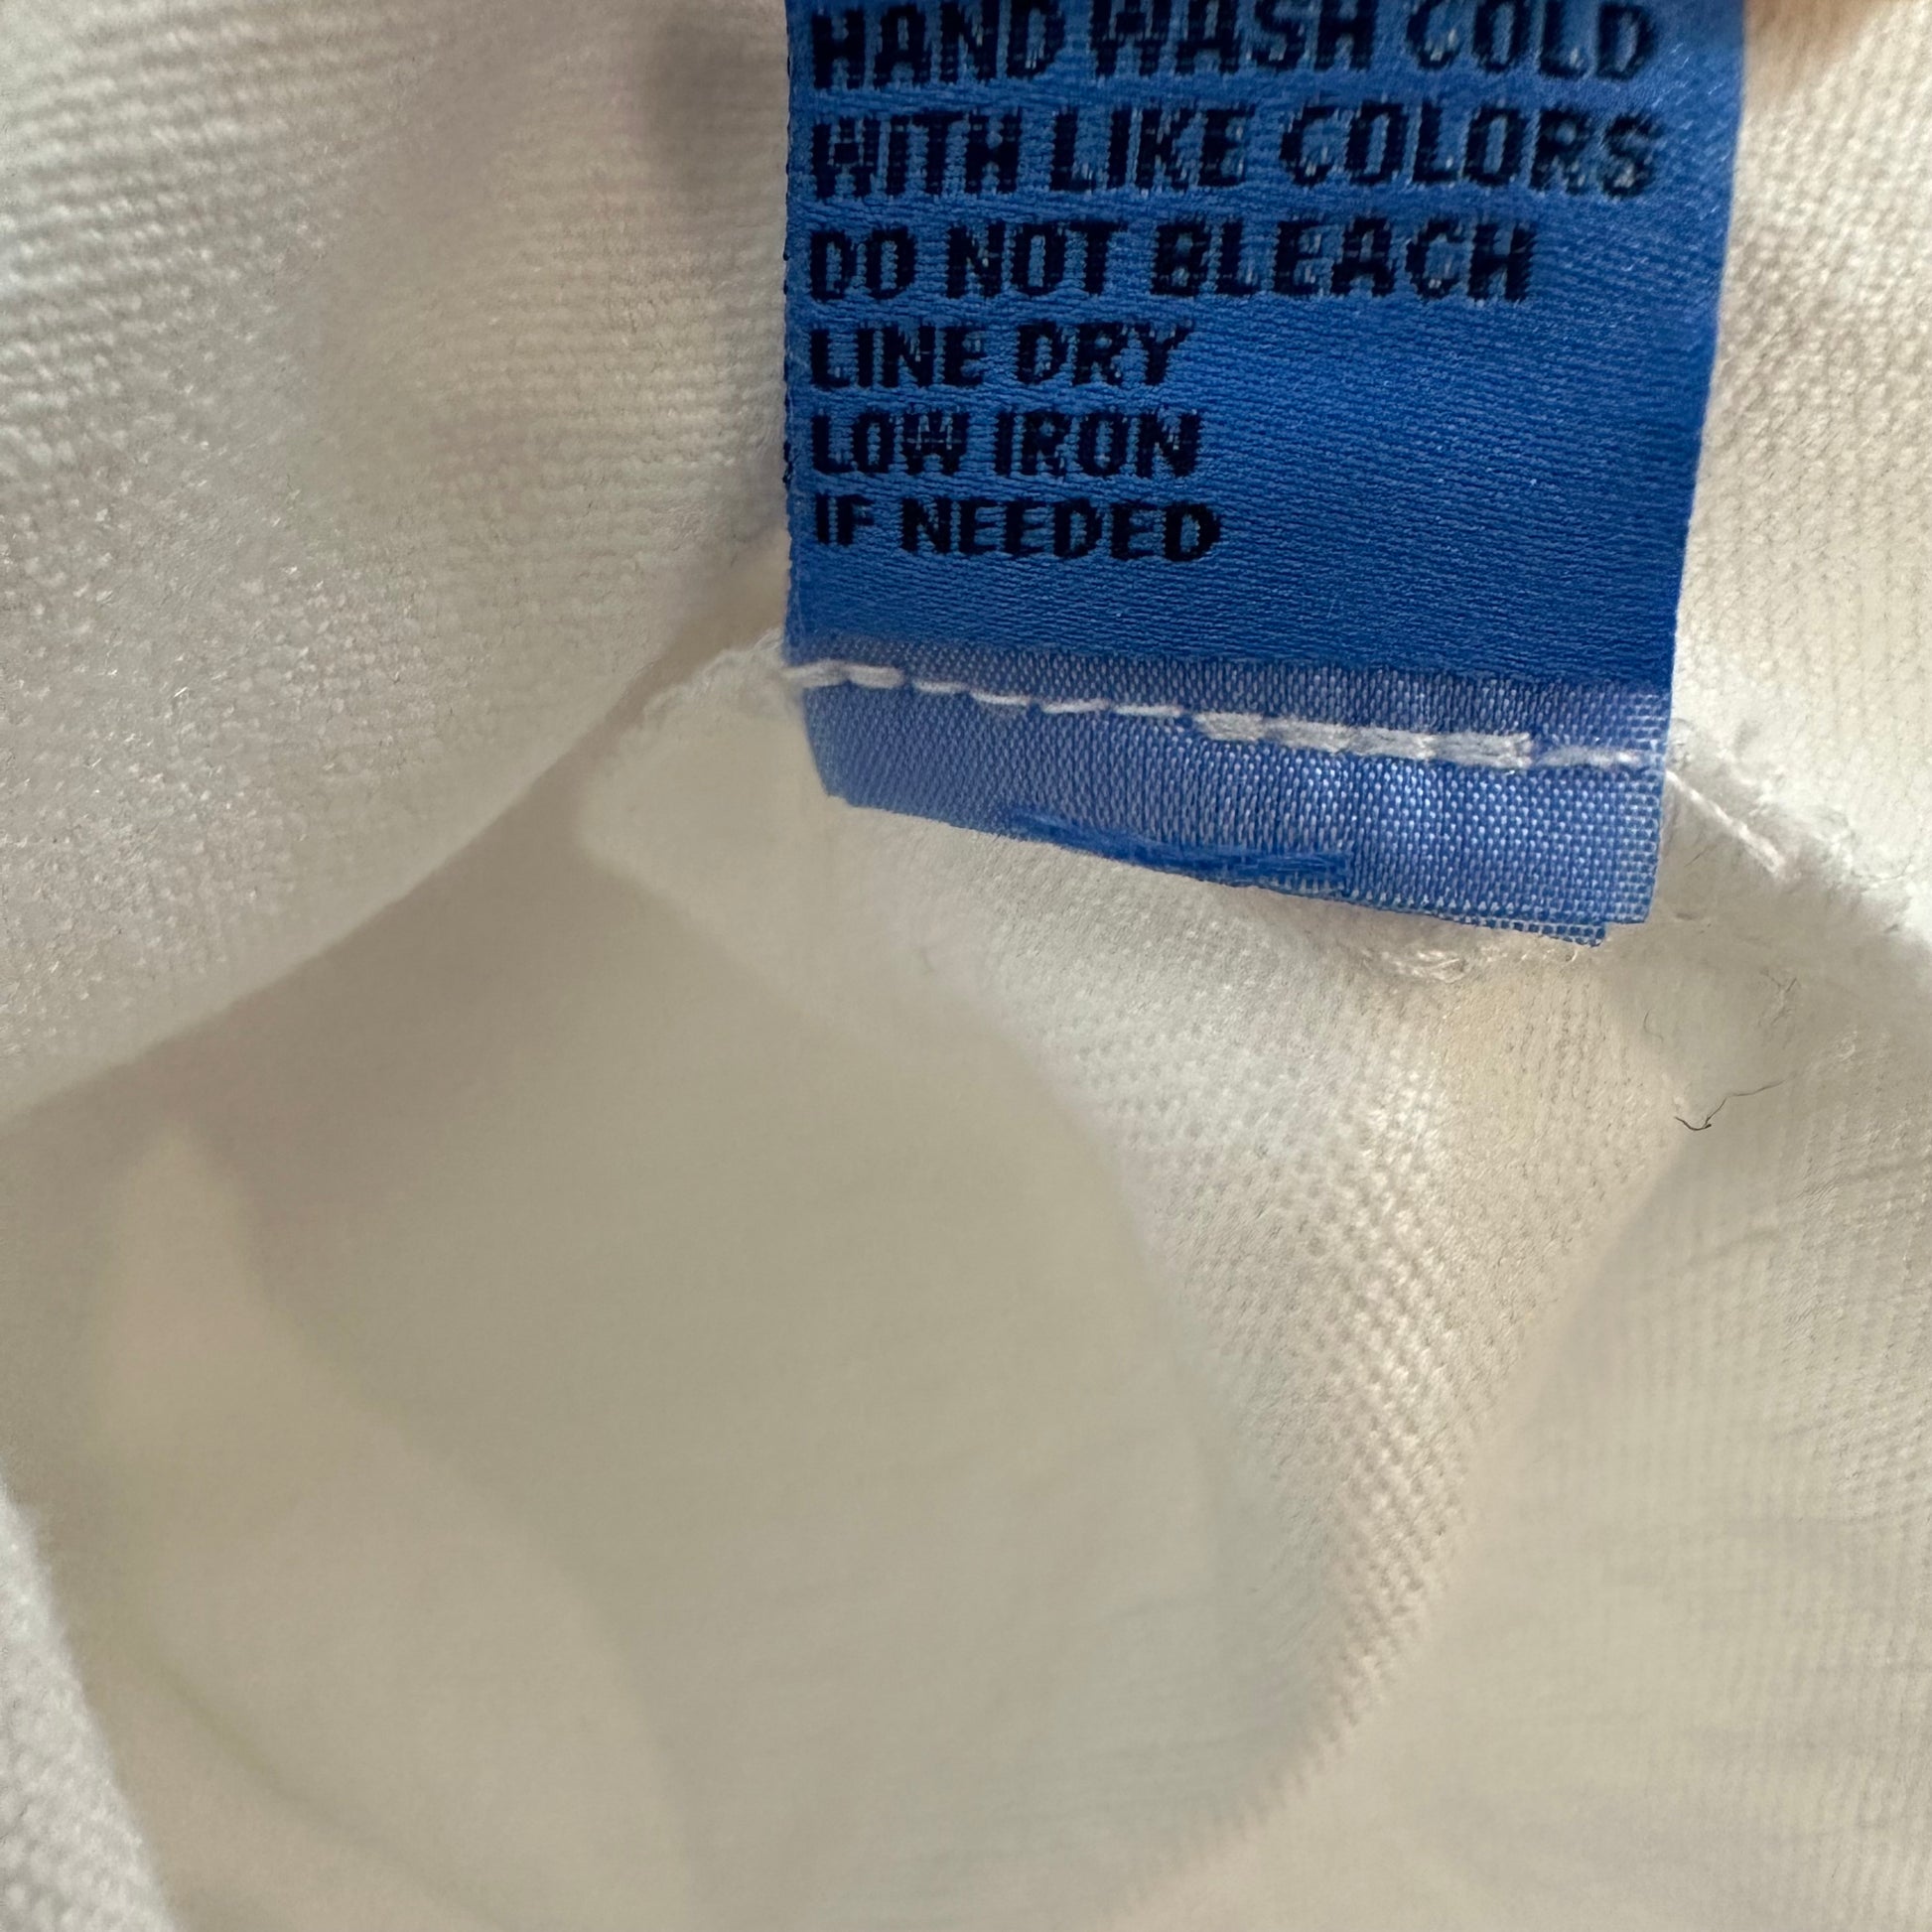 HAND WASH COLD
WITH LIKE COLORS
DO NOT BLEACH
LINE DRY
LOW IRON
IF NEEDED